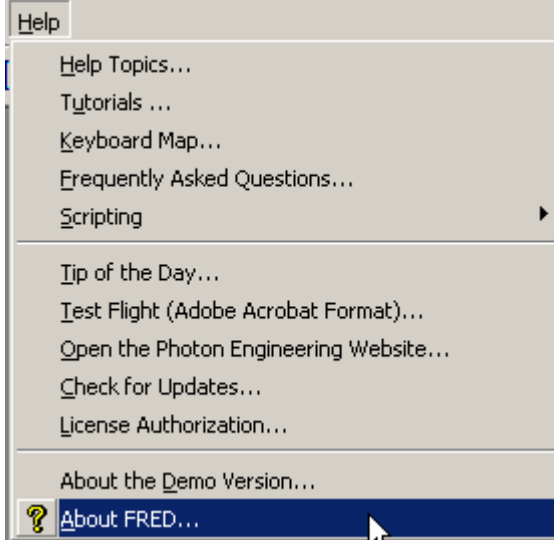 Help
Help Topics...
Tutorials ...
Keyboard Map...
Frequently Asked Questions...
Scripting
Tip of the Day...
Test Flight (Adobe Acrobat Format)...
Open the Photon Engineering Website...
Check for Updates...
License Authorization...
About the Demo Version...
About FRED...